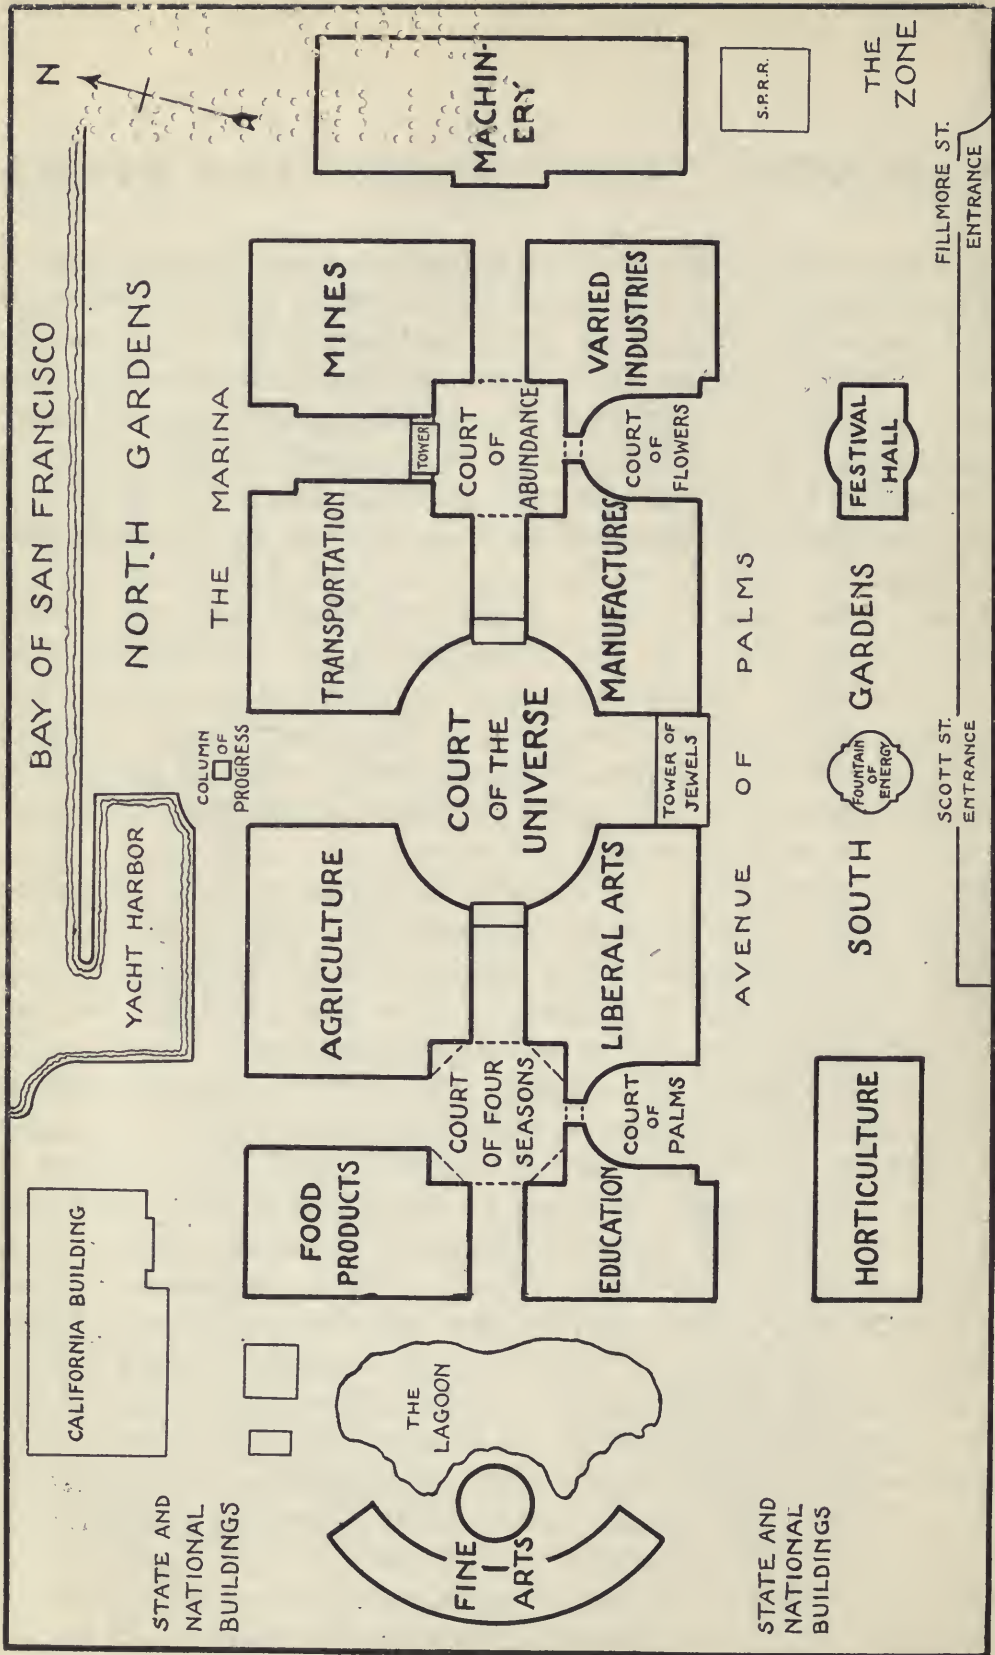 N
BAY OF SAN FRANCISCO
NORTH GARDENS
THE MARINA
YACHT HARBOR
CALIFORNIA BUILDING
COLUMN
OF
PROGRESS
STATE AND
NATIONAL
BUILDINGS
FOOD
PRODUCTS
AGRICULTURE
TRANSPORTATION
MINES
MACHIN-
ERY
TOWER
COURT
OF FOUR
SEASONS
COURT
OF THE
UNIVERSE
COURT
OF
ABUNDANCE
THE
LAGOON
FINE
ARTS
EDUCATION
COURT
OF
PALMS
LIBERAL ARTS
TOWER OF
JEWELS
MANUFACTURES
COURT
OF
FLOWERS
VARIED
INDUSTRIES
S.P.R.R.
AVENUE OF PALMS
STATE AND
NATIONAL
BUILDINGS
HORTICULTURE
SOUTH GARDENS
FOUNTAIN
OF
ENERGY
FESTIVAL
HALL
THE
ZONE
SCOTT ST.
ENTRANCE
FILLMORE ST.
ENTRANCE